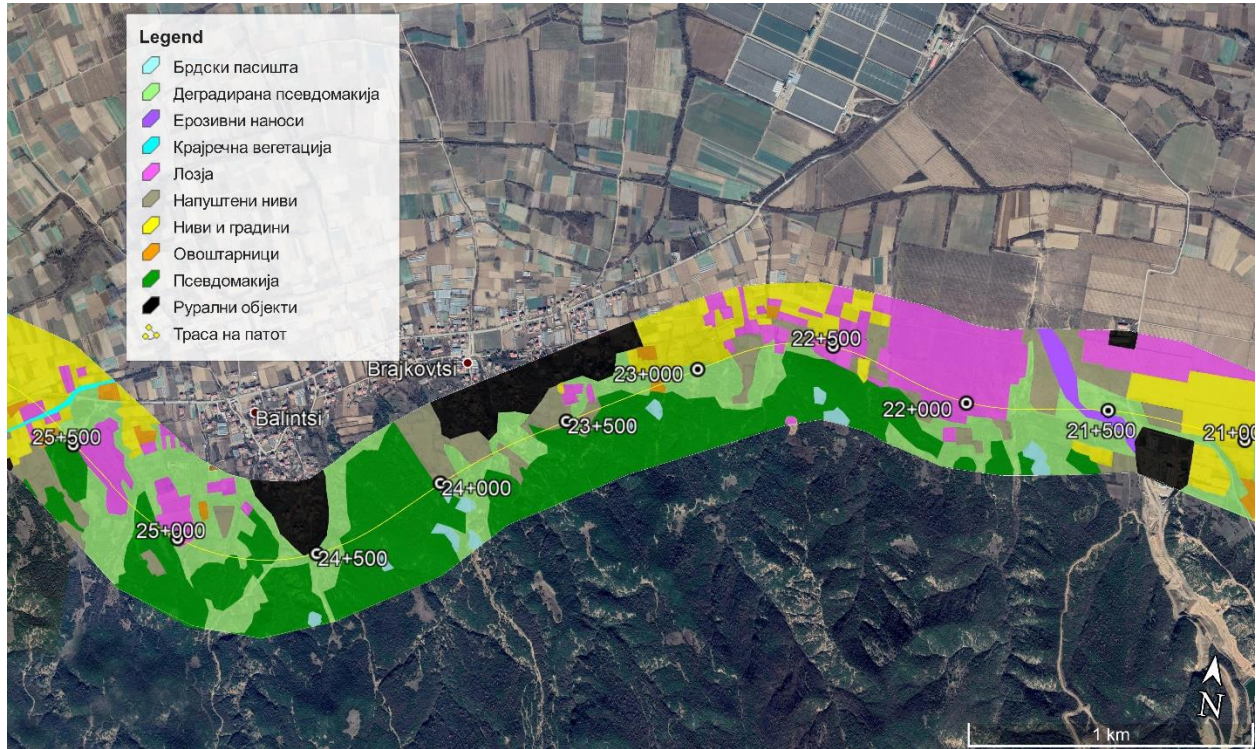 Legend
Брдски пасишта
Деградирана псевдомакија
Ерозивни наноси
Крајречна вегетација
Лозја
Напуштени ниви
Ниви и градини
Овоштарници
Псевдомакија
Рурални објекти
Траса на патот
Brajkovtsi
Balintsi
22+500
23+000
22+000
23+500
21+500
21+00
25+500
24+000
25+000
24+500
N
1 km